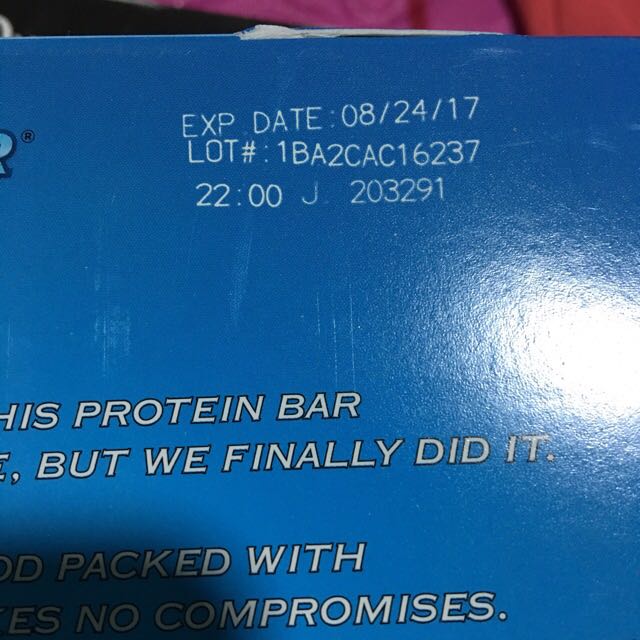 EXP DATE:08/24/17
LOT#:1BA2CAC16237
22:00 J 203291
R®
HIS PROTEIN BAR
E, BUT WE FINALLY DID IT.
OD PACKED WITH
KES NO COMPROMISES.